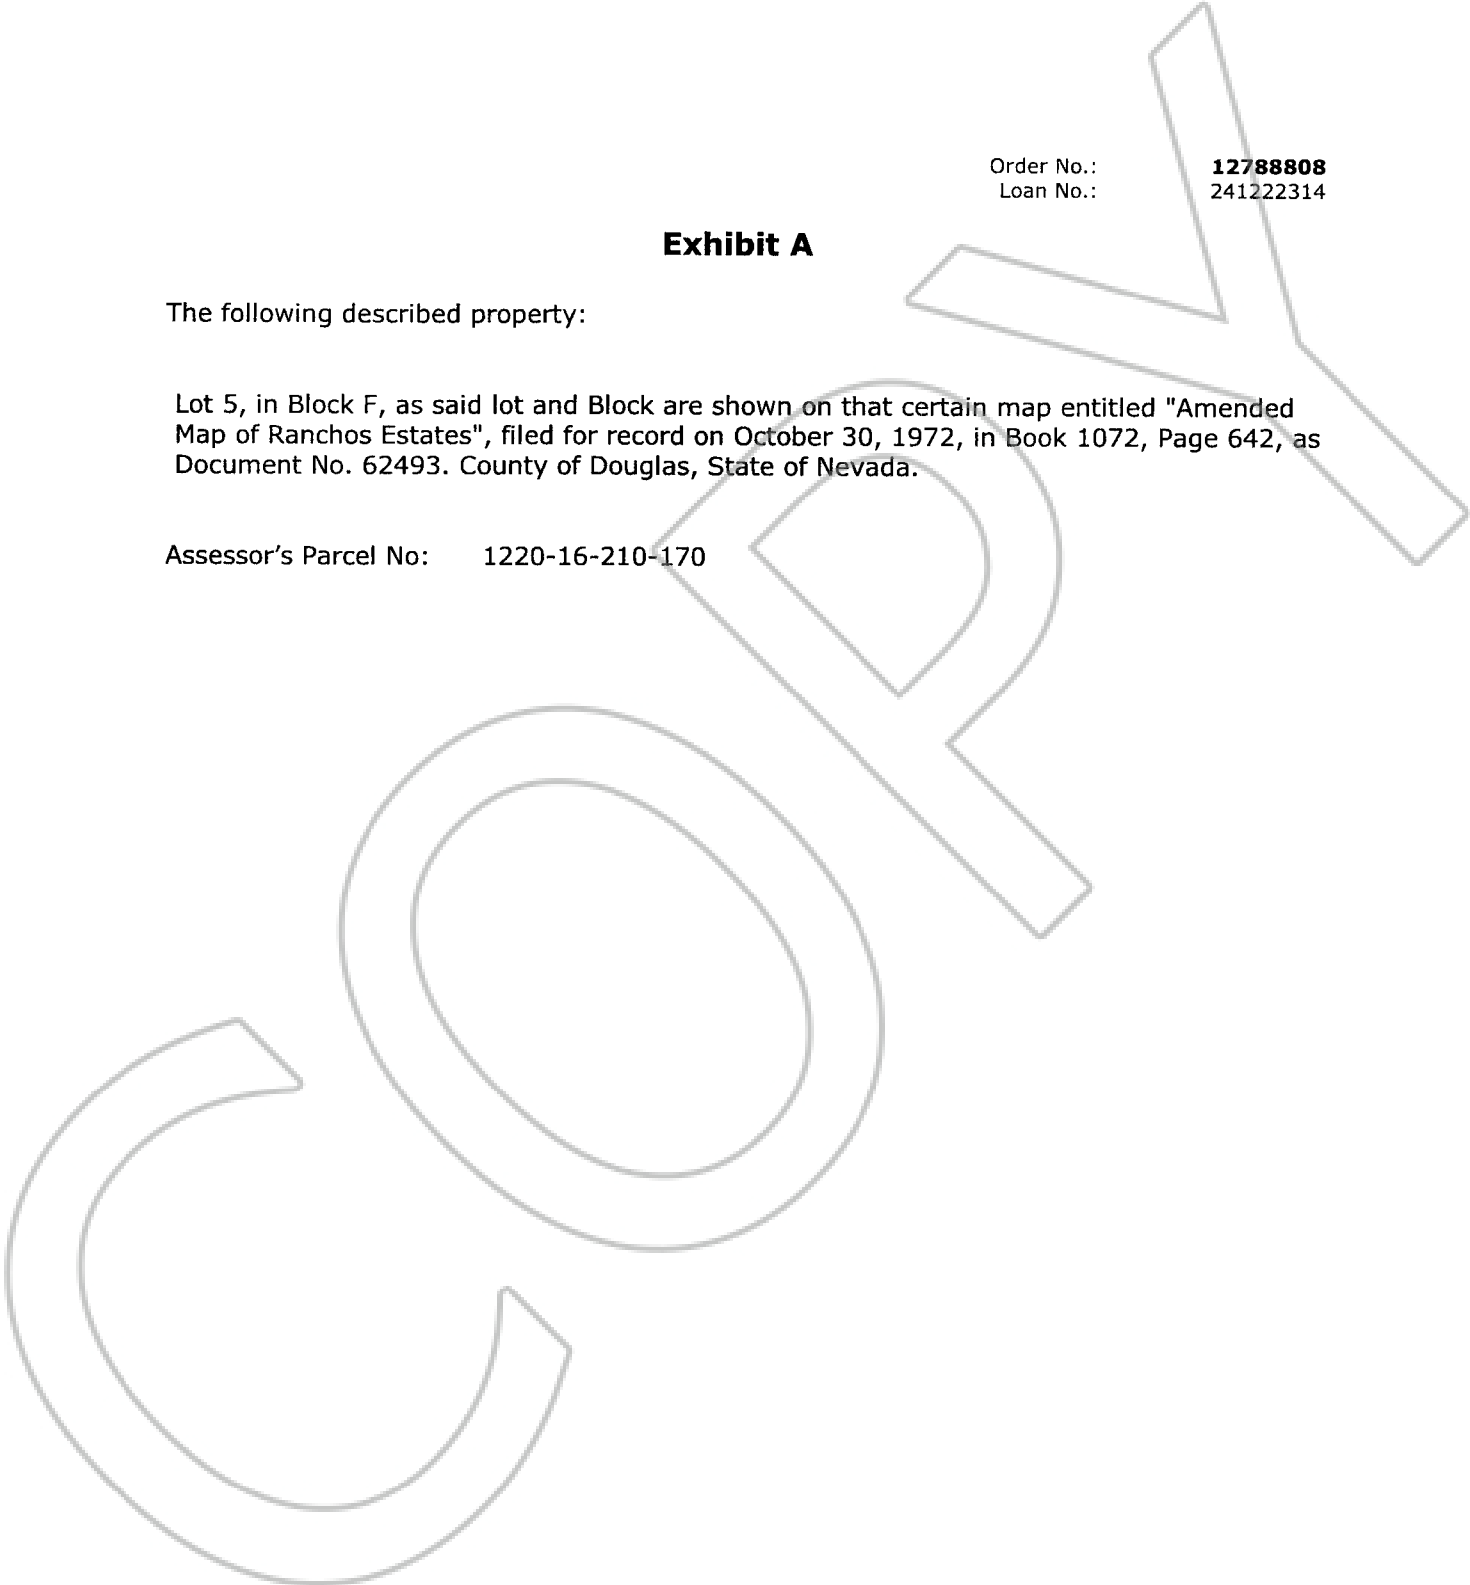 Order No.: 12788808
Loan No.: 241222314
Exhibit A
The following described property:
Lot 5, in Block F, as said lot and Block are shown on that certain map entitled "Amended
Map of Ranchos Estates", filed for record on October 30, 1972, in Book 1072, Page 642, as
Document No. 62493. County of Douglas, State of Nevada.
Assessor's Parcel No: 1220-16-210-170
COPY